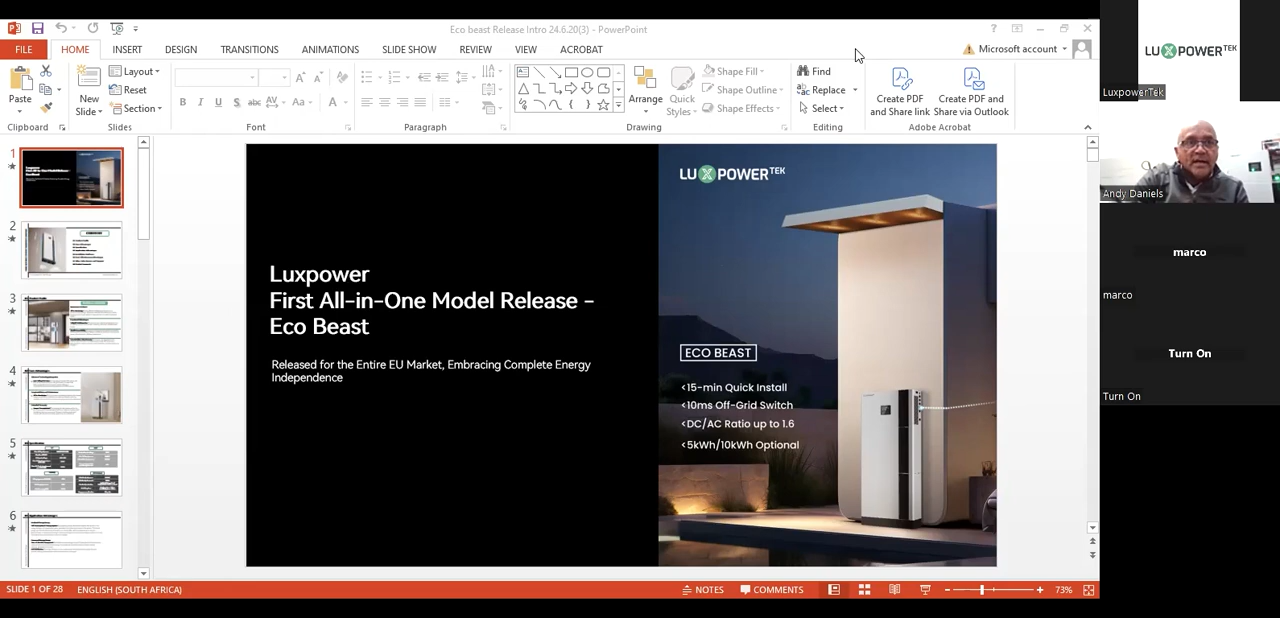 Eco beast Release Intro 24.6.20(3) - PowerPoint
FILE HOME INSERT DESIGN TRANSITIONS ANIMATIONS SLIDE SHOW REVIEW VIEW ACROBAT
Microsoft account
Paste
New
Slide
Layout
Reset
Section
Arrange
Quick
Styles
Shape Fill
Shape Outline
Shape Effects
Find
Replace
Select
Create PDF
and Share link
Create PDF and
Share via Outlook
Clipboard Slides Font Paragraph Drawing Editing Adobe Acrobat
1
2
3
4
5
6
Luxpower
First All-in-One Model Release -
Eco Beast
Released for the Entire EU Market, Embracing Complete Energy
Independence
LUXPOWERTEK
ECO BEAST
<15-min Quick Install
<10ms Off-Grid Switch
<DC/AC Ratio up to 1.6
<5kWh/10kWh Optional
LUXPOWERTEK
LuxpowerTek
Andy Daniels
marco
marco
Turn On
Turn On
SLIDE 1 OF 28 ENGLISH (SOUTH AFRICA) NOTES COMMENTS 73%